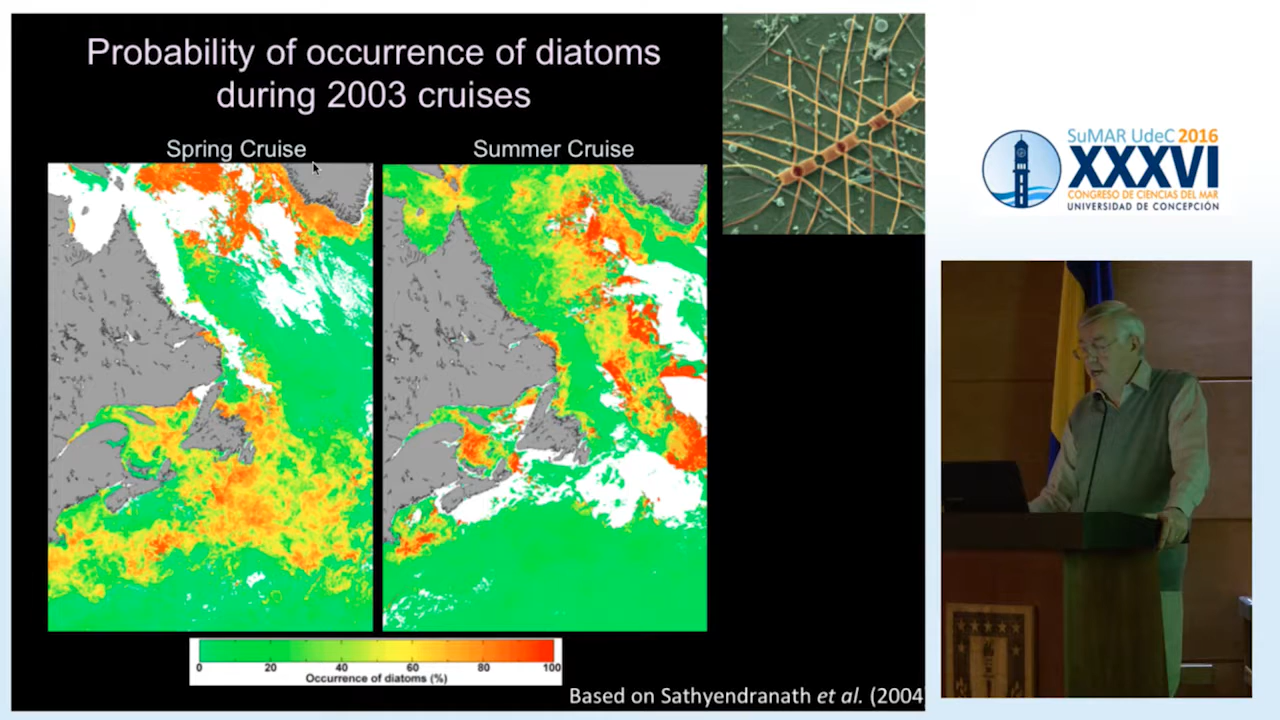 Probability of occurrence of diatoms
during 2003 cruises
Spring Cruise
Summer Cruise
0 20 40 60 80 100
Occurrence of diatoms (%)
Based on Sathyendranath et al. (2004
SuMAR UdeC 2016
XXXVI
CONGRESO DE CIENCIAS DEL MAR
UNIVERSIDAD DE CONCEPCIÓN